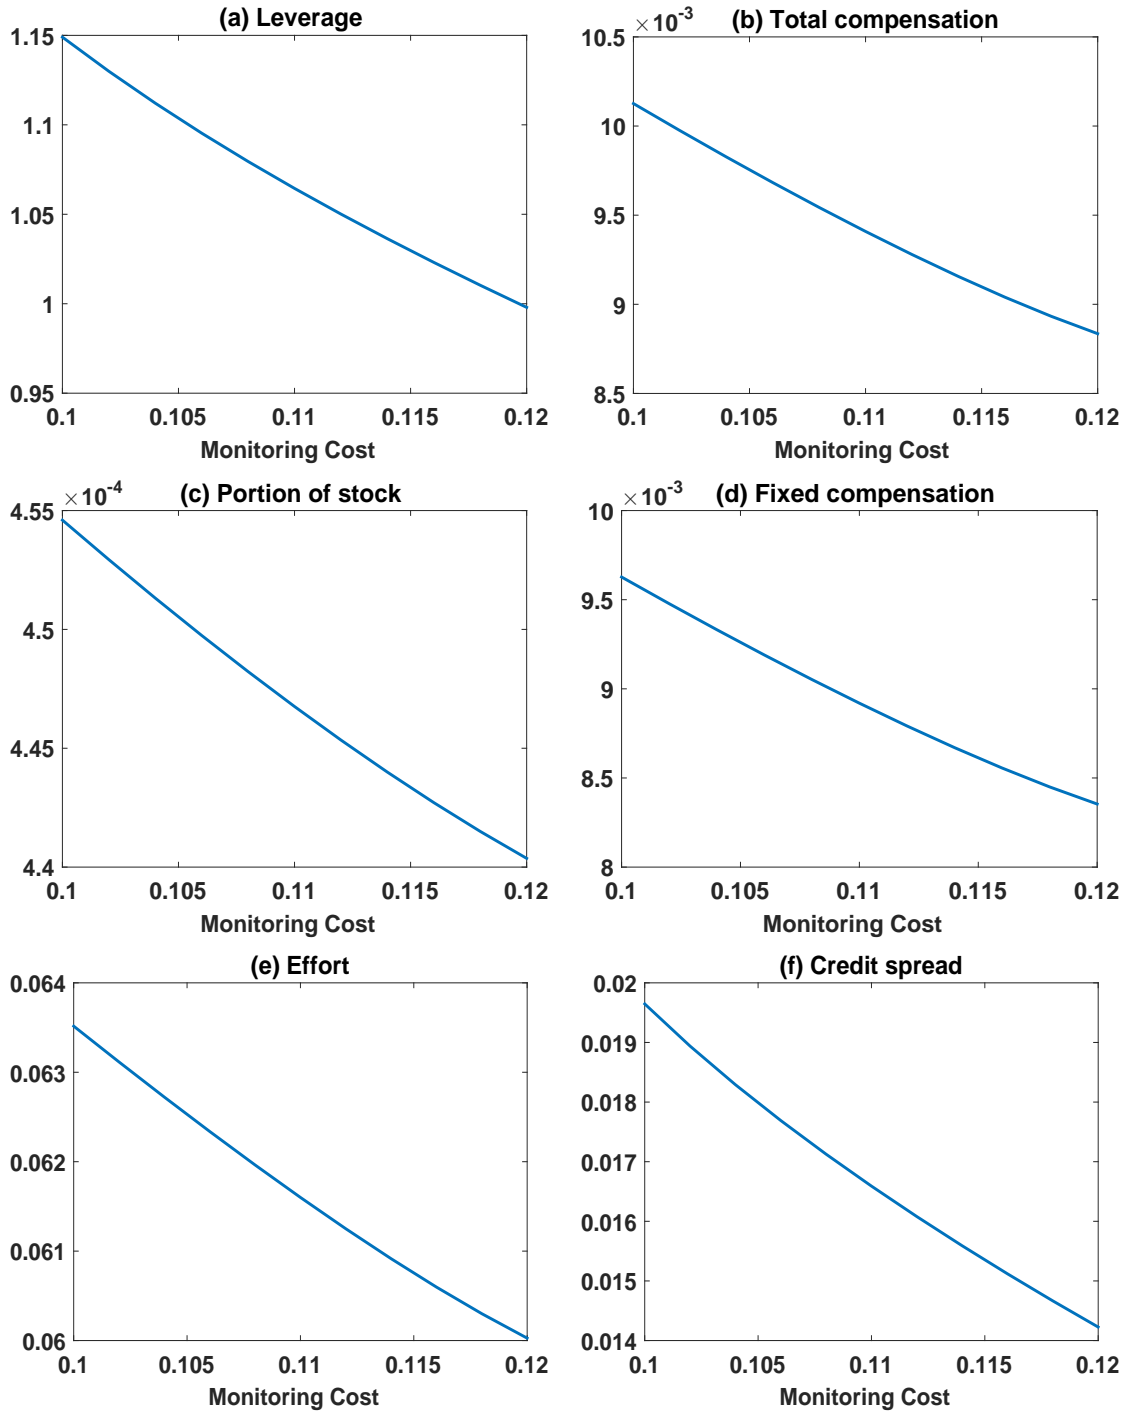 (a) Leverage
1.15
1.1
1.05
1
0.95
0.1 0.105 0.11 0.115 0.12
Monitoring Cost
×10-3 (b) Total compensation
10.5
10
9.5
9
8.5
0.1 0.105 0.11 0.115 0.12
Monitoring Cost
×10-4 (c) Portion of stock
4.55
4.5
4.45
4.4
0.1 0.105 0.11 0.115 0.12
Monitoring Cost
×10-3 (d) Fixed compensation
10
9.5
9
8.5
8
0.1 0.105 0.11 0.115 0.12
Monitoring Cost
(e) Effort
0.064
0.063
0.062
0.061
0.06
0.1 0.105 0.11 0.115 0.12
Monitoring Cost
(f) Credit spread
0.02
0.019
0.018
0.017
0.016
0.015
0.014
0.1 0.105 0.11 0.115 0.12
Monitoring Cost